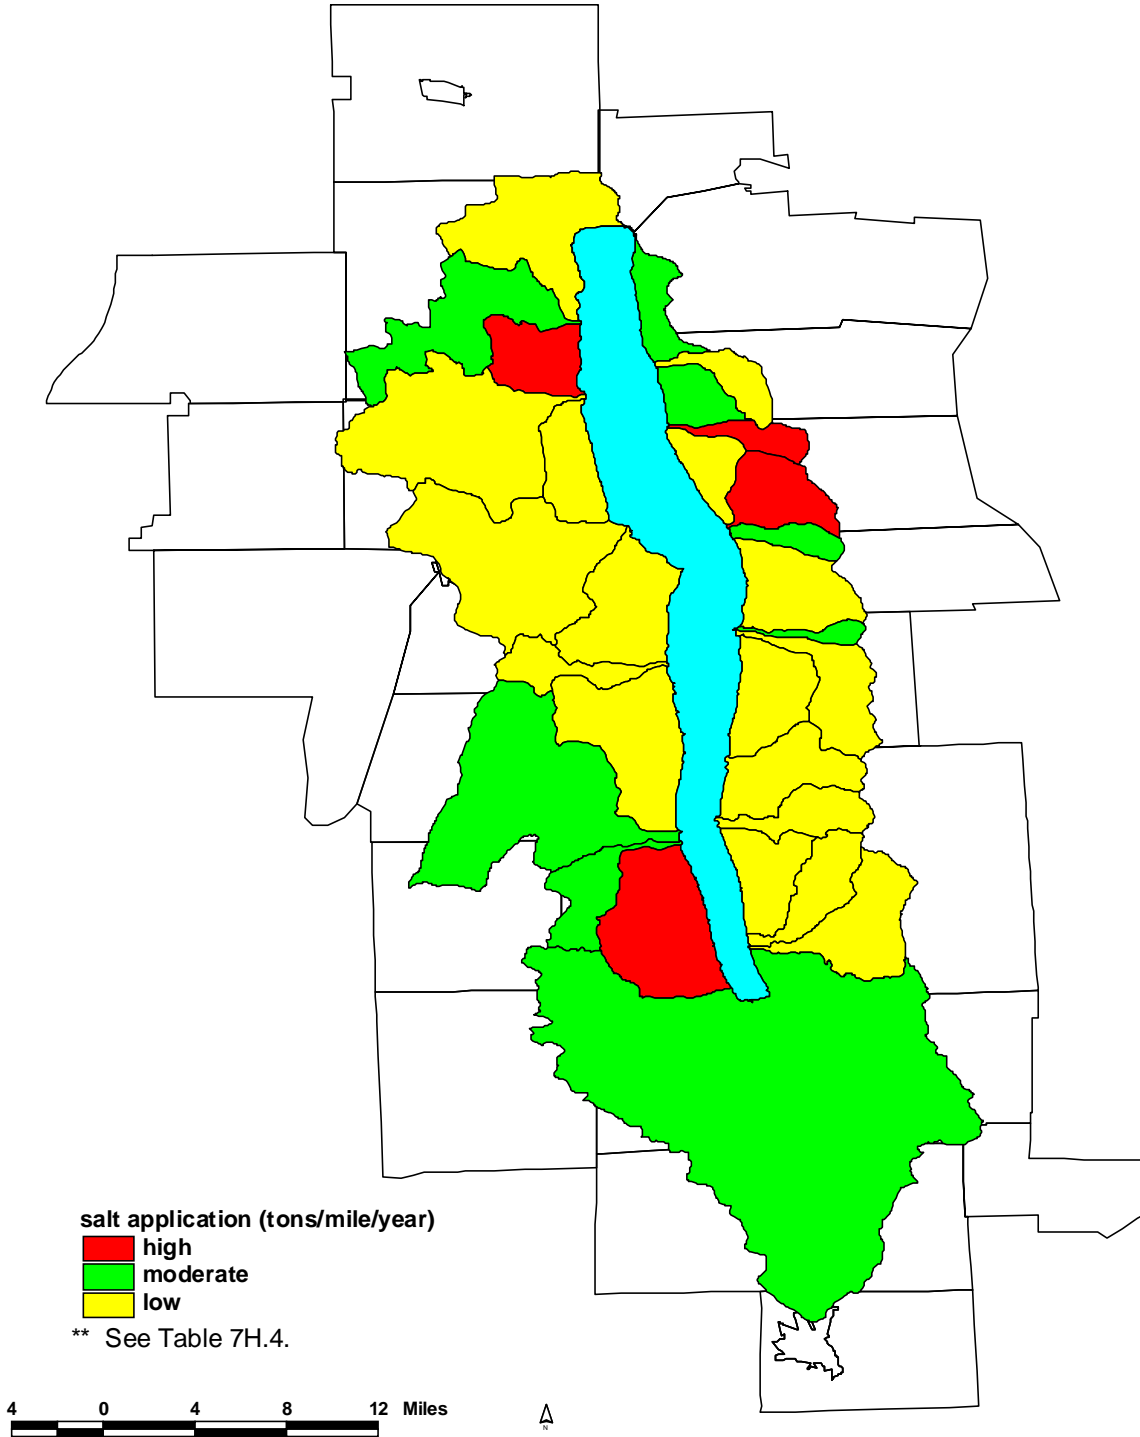 salt application (tons/mile/year)
high
moderate
low
** See Table 7H.4.
4 0 4 8 12 Miles
N